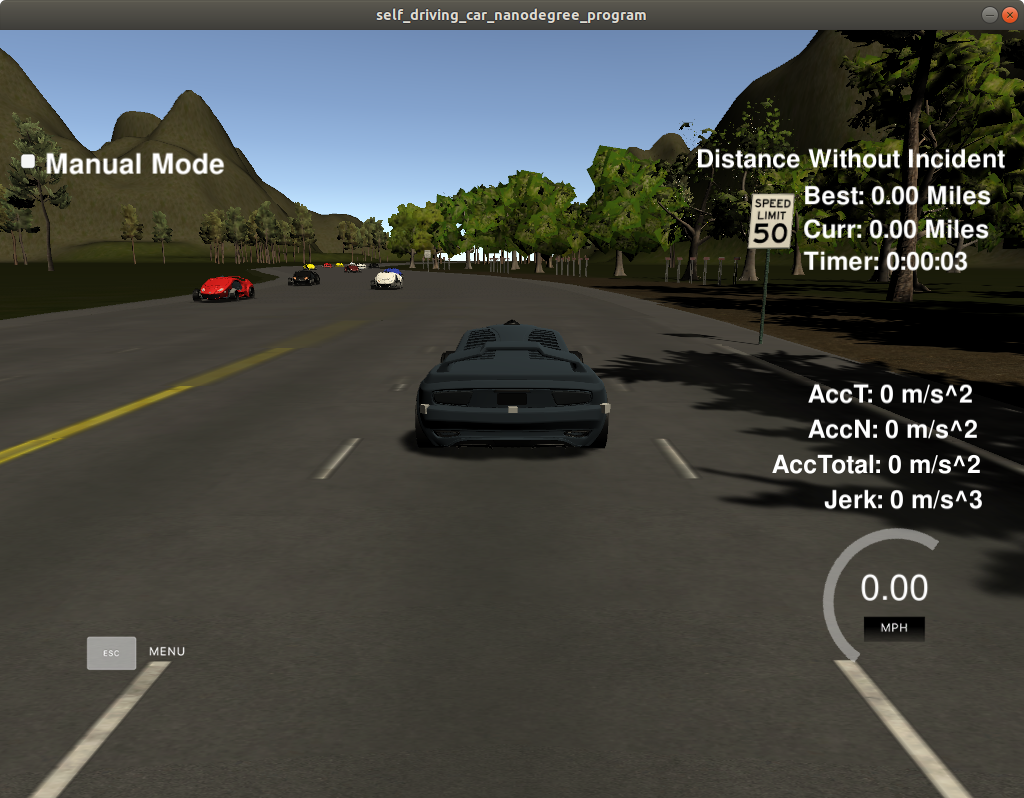 self_driving_car_nanodegree_program
Manual Mode
Distance Without Incident
Best: 0.00 Miles
Curr: 0.00 Miles
Timer: 0:00:03
SPEED
LIMIT
50
AccT: 0 m/s^2
AccN: 0 m/s^2
AccTotal: 0 m/s^2
Jerk: 0 m/s^3
0.00
MPH
ESC MENU